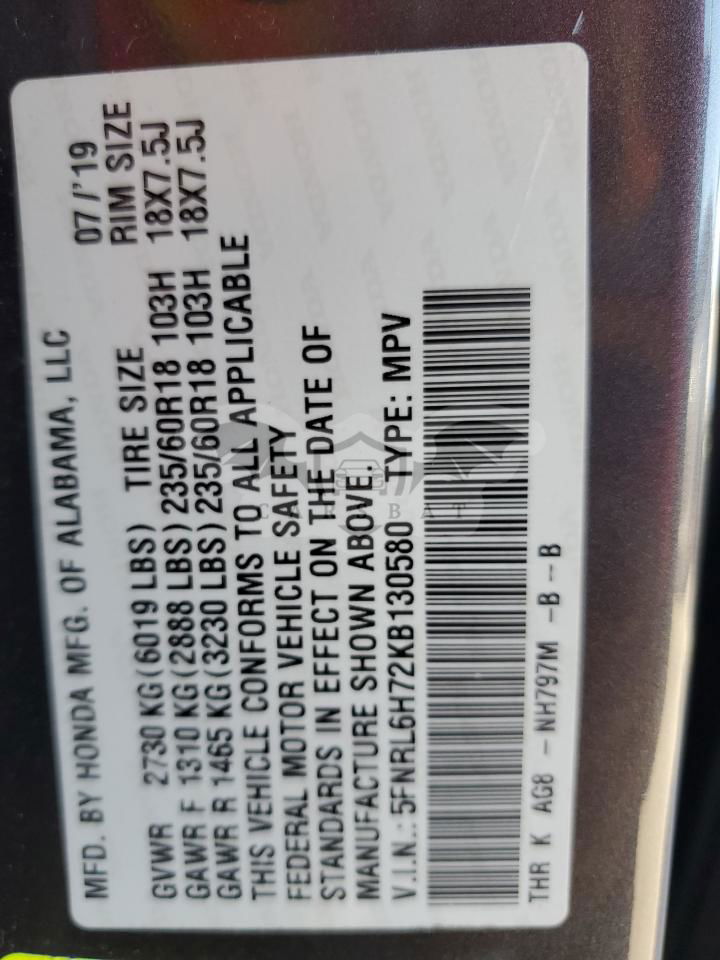 MFD. BY HONDA MFG. OF ALABAMA, LLC 07/'19
GVWR 2730 KG(6019 LBS) TIRE SIZE RIM SIZE
GAWR F 1310 KG(2888 LBS) 235/60R18 103H 18X7.5J
GAWR R 1465 KG(3230 LBS) 235/60R18 103H 18X7.5J
THIS VEHICLE CONFORMS TO ALL APPLICABLE
FEDERAL MOTOR VEHICLE SAFETY
STANDARDS IN EFFECT ON THE DATE OF
MANUFACTURE SHOWN ABOVE.
V.I.N.: 5FNRL6H72KB130580 TYPE: MPV
THR K AG8 - NH797M -B-B